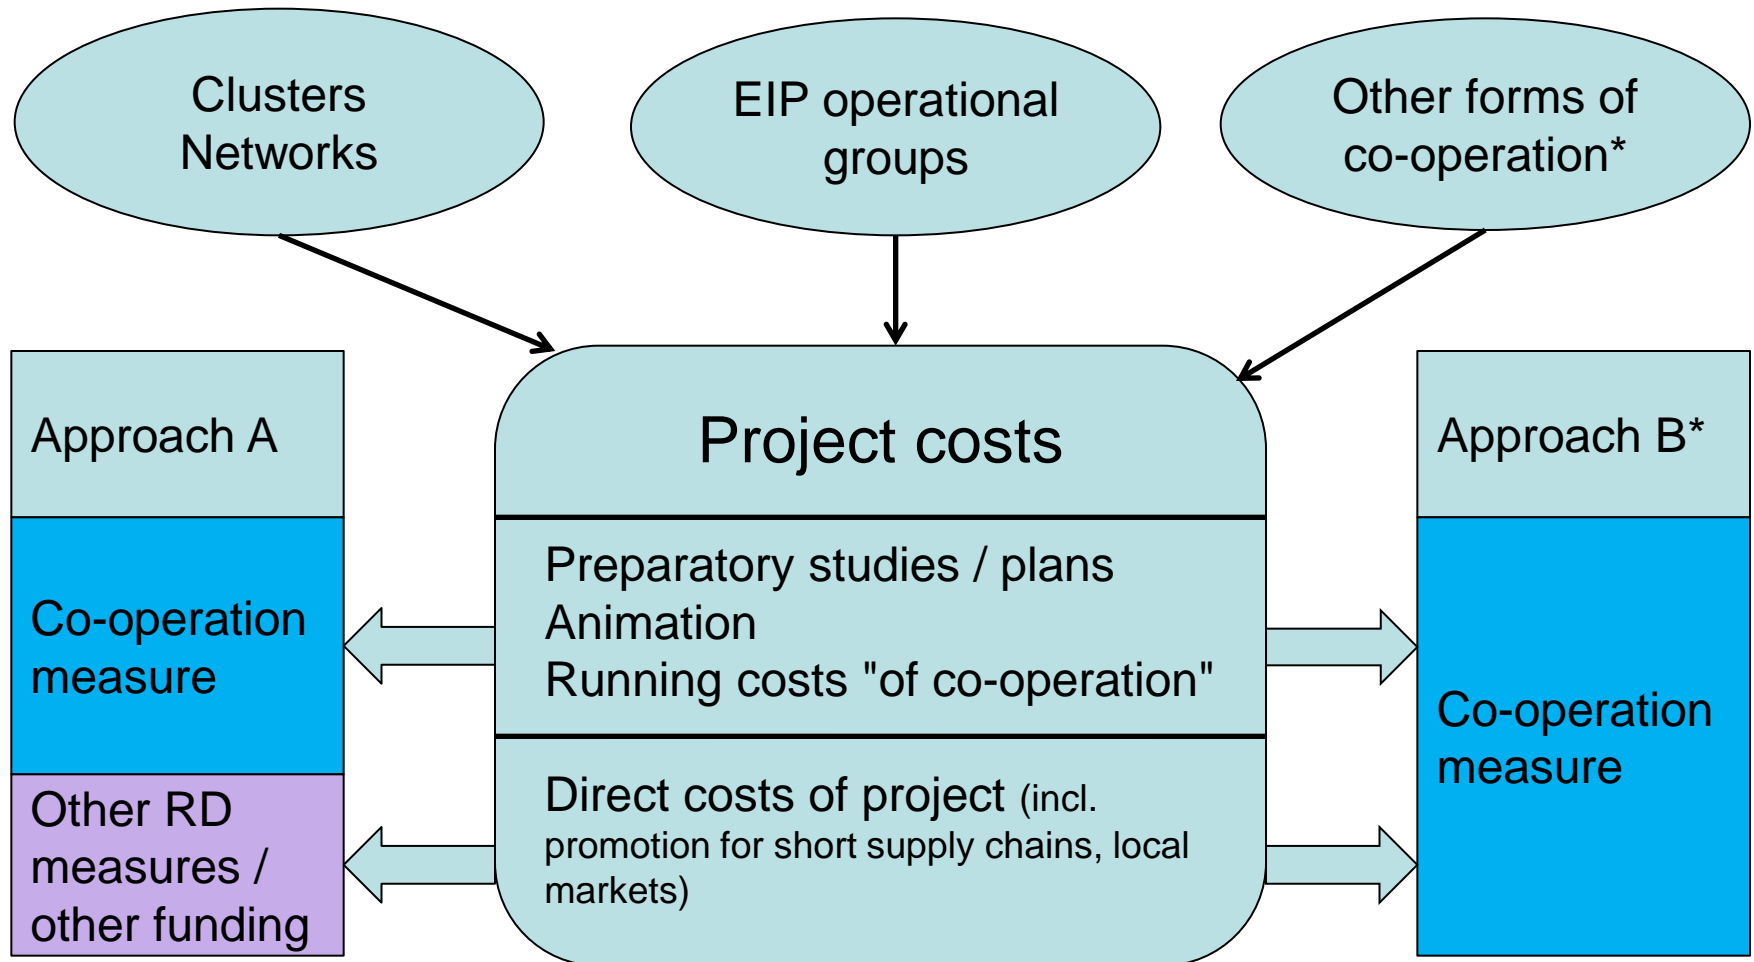 Clusters
Networks
EIP operational
groups
Other forms of
co-operation*
Approach A
Co-operation
measure
Other RD
measures /
other funding
Project costs
Preparatory studies / plans
Animation
Running costs "of co-operation"
Direct costs of project (incl.
promotion for short supply chains, local
markets)
Approach B*
Co-operation
measure